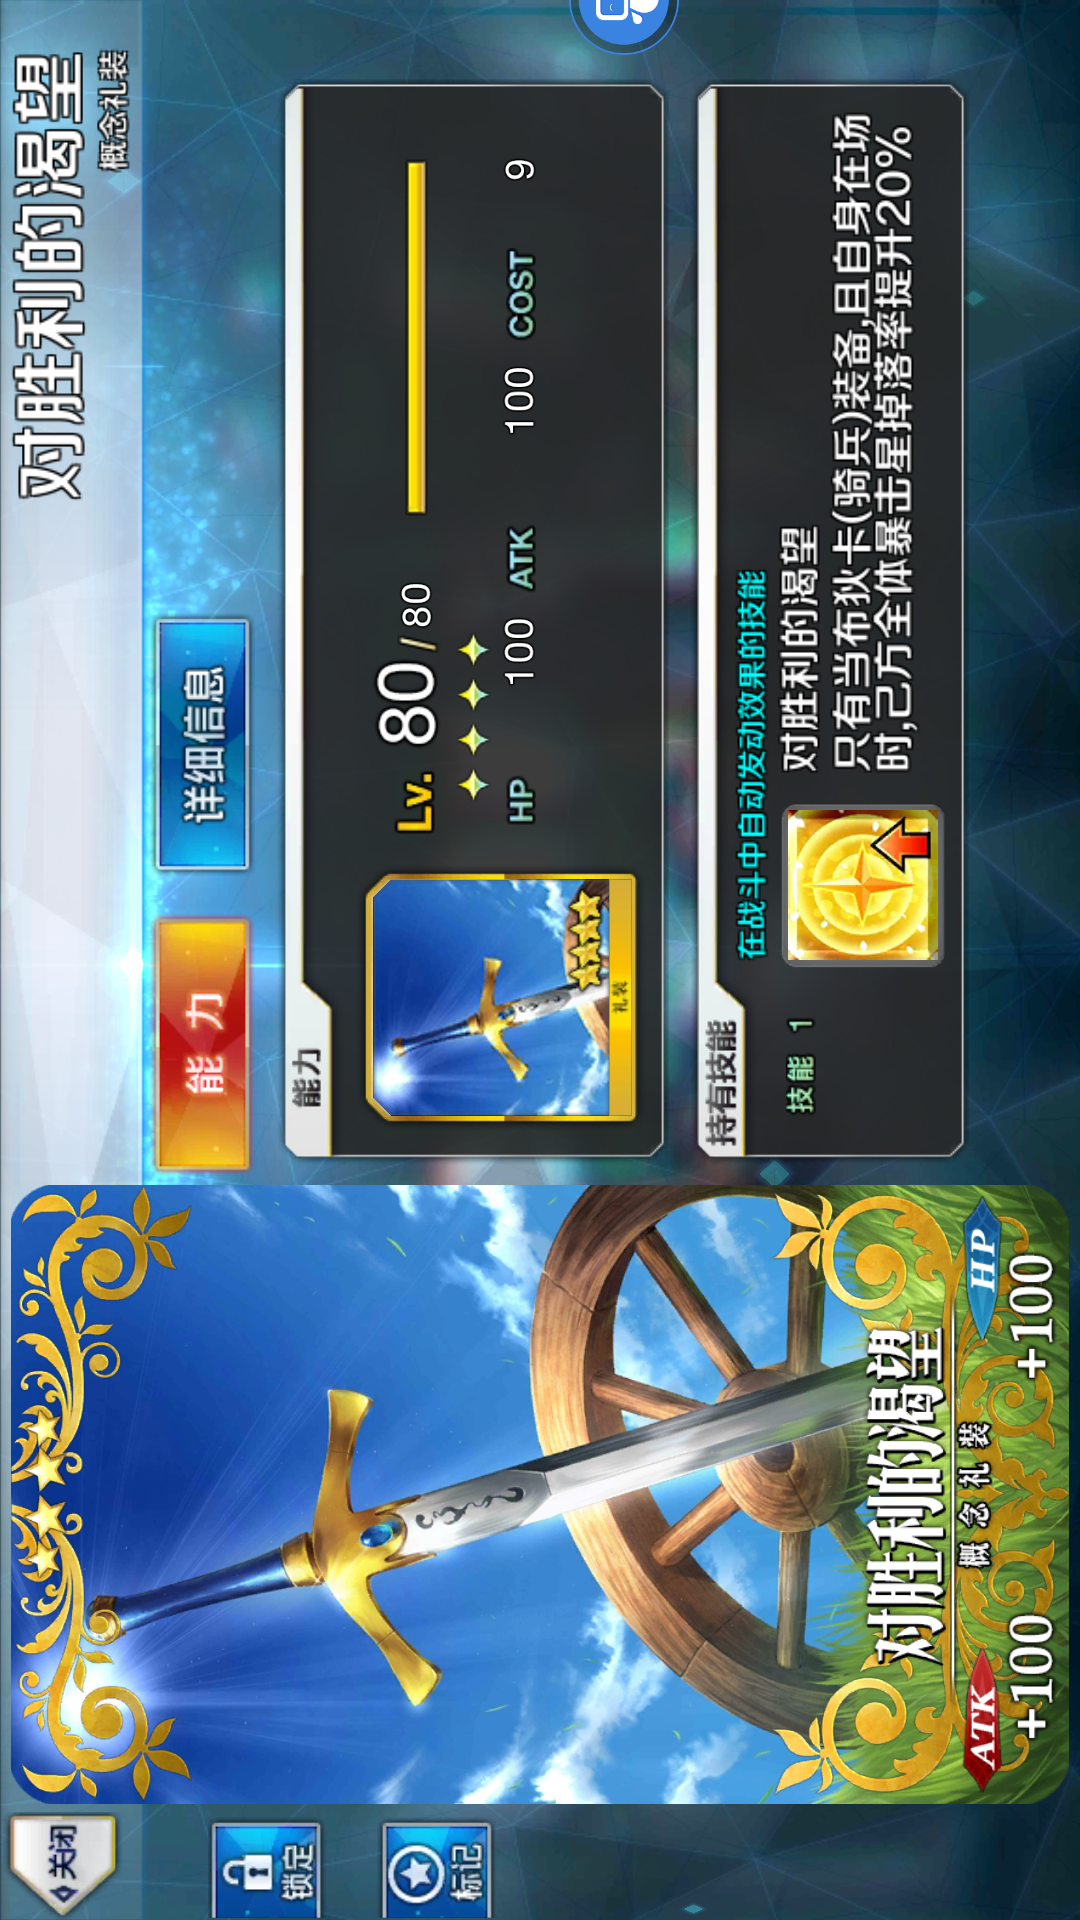 关闭
对胜利的渴望
概念礼装
锁定
标记
能力
详细信息
能力
礼装
Lv. 80 / 80
HP 100 ATK 100 COST 9
持有技能
在战斗中自动发动效果的技能
技能 1
对胜利的渴望
只有当布狄卡(骑兵)装备,且自身在场
时,己方全体暴击星掉落率提升20%
对胜利的渴望
概念礼装
ATK
+100
HP
+100